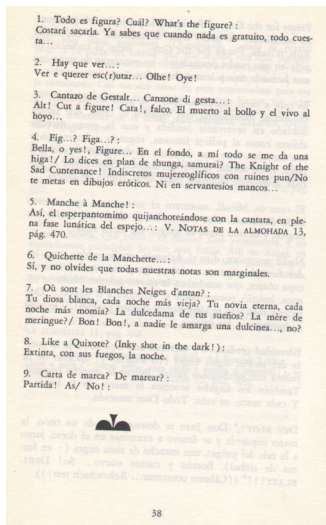 1. Todo es figura? Cuál? What's the figure?:
Costará sacarla. Ya sabes que cuando nada es gratuito, todo cues-
ta...
2. Hay que ver...:
Ver e querer esc(r)utar... Olhe! Oye!
3. Cantazo de Gestalt... Canzone di gesta...:
Alt! Cut a figure! Cara!, falco. El muerto al bollo y el vivo al
hoyo...
4. Fig...? Figa...?:
Bella, o yes!, Figure... En el fondo, a mí todo se me da una
higa!/ Lo dices en plan de shunga, samurai? The Knight of the
Sad Cuntenance! Indiscretos mujereoglíficos con ruines pun/No
te metas en dibujos eróticos. Ni en servantesios mancos...
5. Manche à Manche!:
Así, el esperpantomimo quijanchoteándose con la cantata, en ple-
na fase lunática del espejo...: V. NOTAS DE LA ALMOHADA 13,
pág. 470.
6. Quichette de la Manchette...:
Sí, y no olvides que todas nuestras notas son marginales.
7. Où sont les Blanches Neiges d'antan?:
Tu diosa blanca, cada noche más vieja? Tu novia eterna, cada
noche más momia? La dulcedama de tus sueños? La mère de
meringue?/ Bon! Bon!, a nadie le amarga una dulcinea..., no?
8. Like a Quixote? (Inky shot in the dark!):
Extinta, con sus fuegos, la noche.
9. Carta de marca? De marear?:
Partida! As/ No!:
38